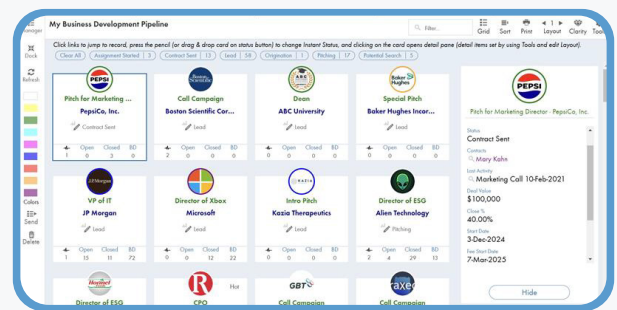 My Business Development Pipeline
Filter...
Grid Sort Print Layout Clarity Tools
Click links to jump to record, press the pencil (or drag & drop card on status button) to change Instant Status, and clicking on the card opens detail pane (detail items set by using Tools and edit Layout).
Clear All Assignment Started 3 Contract Sent 13 Lead 59 Origination 1 Pitching 17 Potential Search 5
Dock
Refresh
Colors
Send
Delete
PEPSI
Pitch for Marketing ...
PepsiCo, Inc.
Contract Sent
Open Closed BD
1 0 3 0
Boston Scientific
Call Campaign
Boston Scientific Cor...
Lead
Open Closed BD
2 0 0 0
ABC
Dean
ABC University
Lead
Open Closed BD
0 0 0 0
Baker Hughes
Special Pitch
Baker Hughes Incor...
Lead
Open Closed BD
0 0 0 0
J.P.Morgan
VP of IT
JP Morgan
Lead
Open Closed BD
1 15 11 72
Director of Xbox
Microsoft
Lead
Open Closed BD
0 0 12 22
KAZIA
Intro Pitch
Kazia Therapeutics
Lead
Open Closed BD
0 0 0 0
Director of ESG
Alien Technology
Pitching
Open Closed BD
2 4 29 13
Hormel
Director of ESG
R
Hot
CPO
GBT
Call Campaign
raxe
Call Campaign
PEPSI
Pitch for Marketing Director - PepsiCo, Inc.
Status
Contract Sent
Contacts
Mary Kahn
Last Activity
Marketing Call 10-Feb-2021
Deal Value
$100,000
Close %
40.00%
Start Date
3-Dec-2024
Fee Start Date
7-Mar-2025
Hide